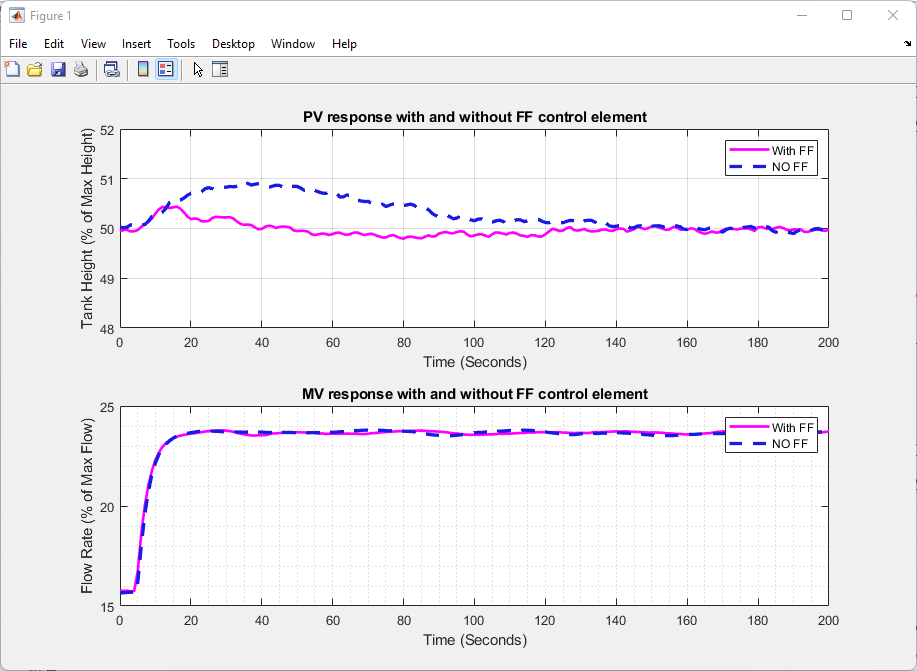 Figure 1
File Edit View Insert Tools Desktop Window Help
PV response with and without FF control element
Tank Height (% of Max Height)
52
51
50
49
48
With FF
NO FF
0 20 40 60 80 100 120 140 160 180 200
Time (Seconds)
MV response with and without FF control element
Flow Rate (% of Max Flow)
25
20
15
With FF
NO FF
0 20 40 60 80 100 120 140 160 180 200
Time (Seconds)